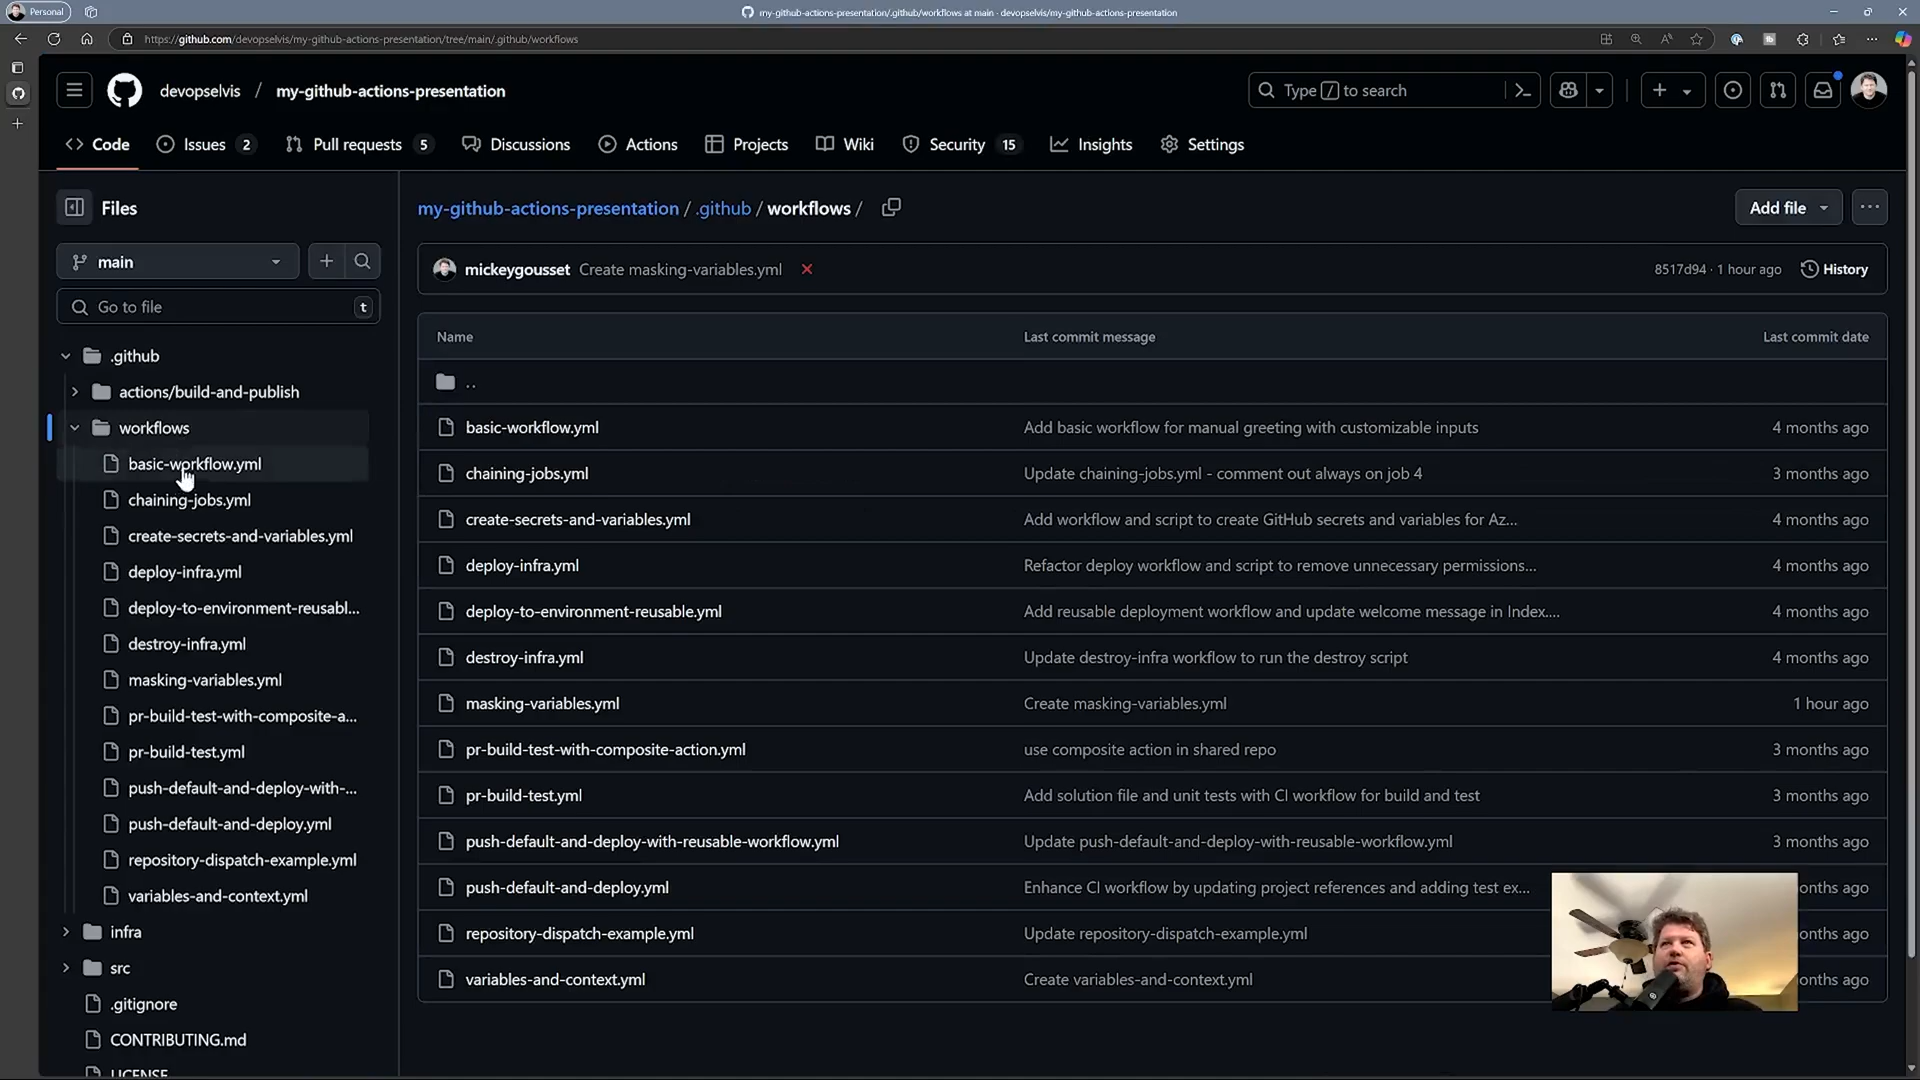 Personal
my-github-actions-presentation/.github/workflows at main · devopselvis/my-github-actions-presentation
https://github.com/devopselvis/my-github-actions-presentation/tree/main/.github/workflows
devopselvis / my-github-actions-presentation
Type / to search
Code
Issues 2
Pull requests 5
Discussions
Actions
Projects
Wiki
Security 15
Insights
Settings
Files
main
Go to file
t
.github
actions/build-and-publish
workflows
basic-workflow.yml
chaining-jobs.yml
create-secrets-and-variables.yml
deploy-infra.yml
deploy-to-environment-reusabl...
destroy-infra.yml
masking-variables.yml
pr-build-test-with-composite-a...
pr-build-test.yml
push-default-and-deploy-with-...
push-default-and-deploy.yml
repository-dispatch-example.yml
variables-and-context.yml
infra
src
.gitignore
CONTRIBUTING.md
LICENSE
my-github-actions-presentation / .github / workflows /
Add file
mickeygousset Create masking-variables.yml
8517d94 · 1 hour ago
History
Name Last commit message Last commit date
..
basic-workflow.yml Add basic workflow for manual greeting with customizable inputs 4 months ago
chaining-jobs.yml Update chaining-jobs.yml - comment out always on job 4 3 months ago
create-secrets-and-variables.yml Add workflow and script to create GitHub secrets and variables for Az... 4 months ago
deploy-infra.yml Refactor deploy workflow and script to remove unnecessary permissions... 4 months ago
deploy-to-environment-reusable.yml Add reusable deployment workflow and update welcome message in Index.... 4 months ago
destroy-infra.yml Update destroy-infra workflow to run the destroy script 4 months ago
masking-variables.yml Create masking-variables.yml 1 hour ago
pr-build-test-with-composite-action.yml use composite action in shared repo 3 months ago
pr-build-test.yml Add solution file and unit tests with CI workflow for build and test 3 months ago
push-default-and-deploy-with-reusable-workflow.yml Update push-default-and-deploy-with-reusable-workflow.yml 3 months ago
push-default-and-deploy.yml Enhance CI workflow by updating project references and adding test ex... onths ago
repository-dispatch-example.yml Update repository-dispatch-example.yml onths ago
variables-and-context.yml Create variables-and-context.yml onths ago